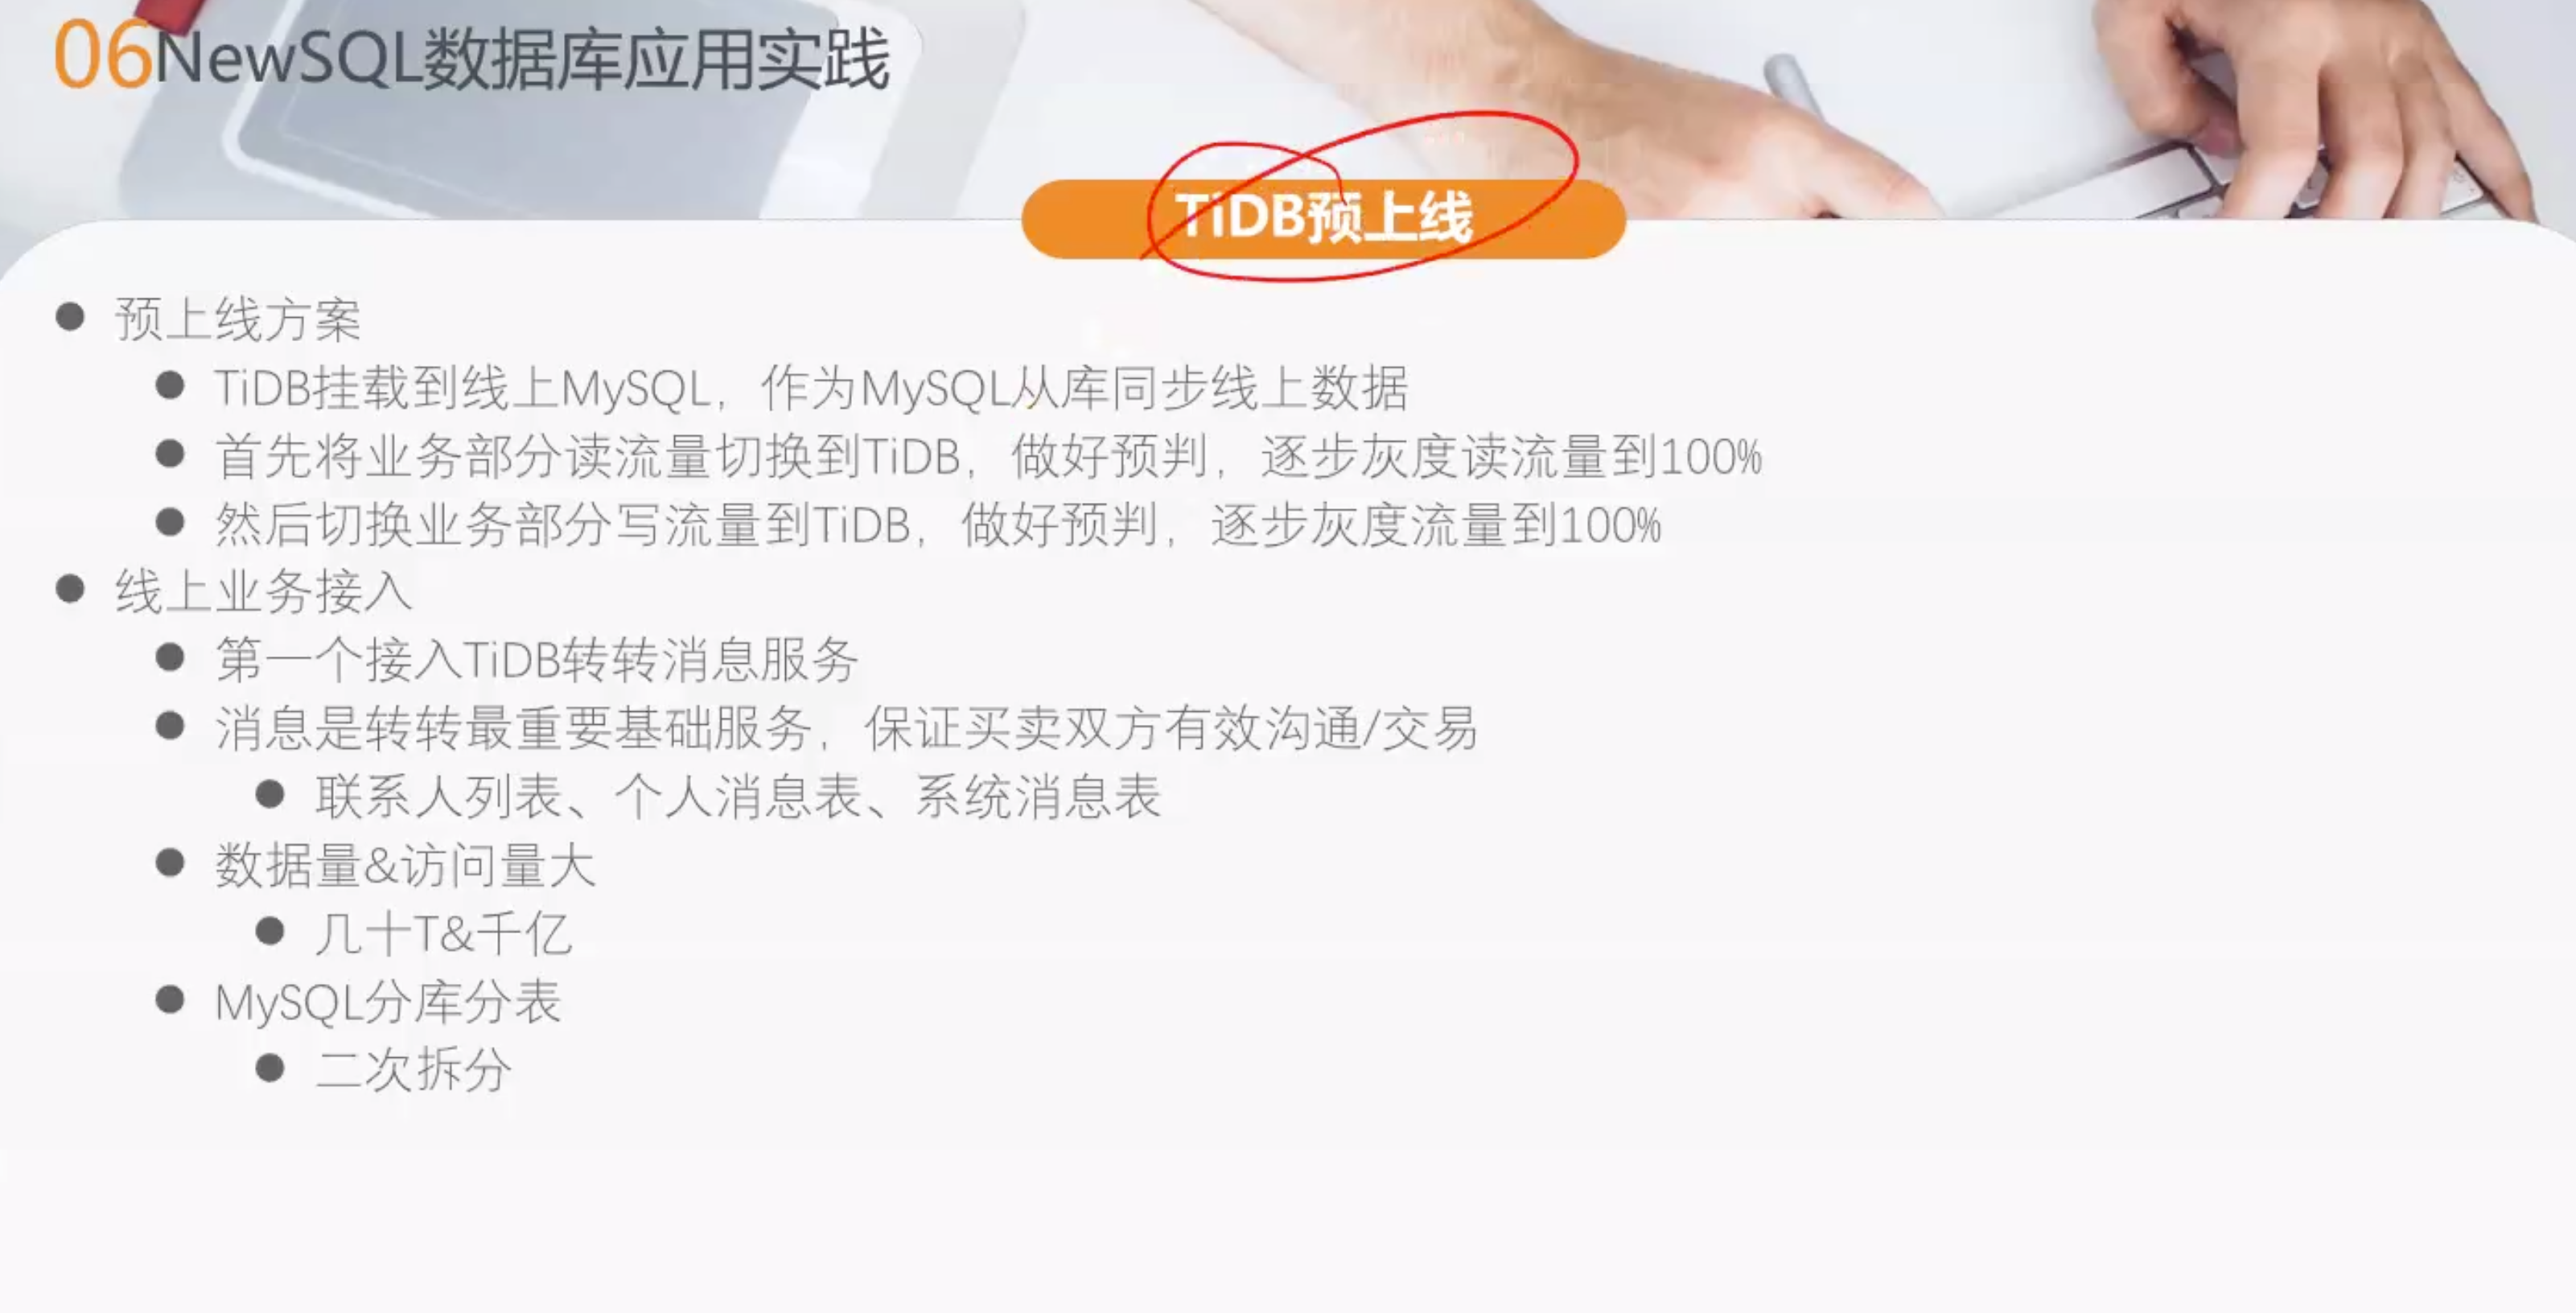 06NewSQL数据库应用实践
TiDB预上线
预上线方案
TiDB挂载到线上MySQL，作为MySQL从库同步线上数据
首先将业务部分读流量切换到TiDB，做好预判，逐步灰度读流量到100%
然后切换业务部分写流量到TiDB，做好预判，逐步灰度流量到100%
线上业务接入
第一个接入TiDB转转消息服务
消息是转转最重要基础服务，保证买卖双方有效沟通/交易
联系人列表、个人消息表、系统消息表
数据量&访问量大
几十T&千亿
MySQL分库分表
二次拆分